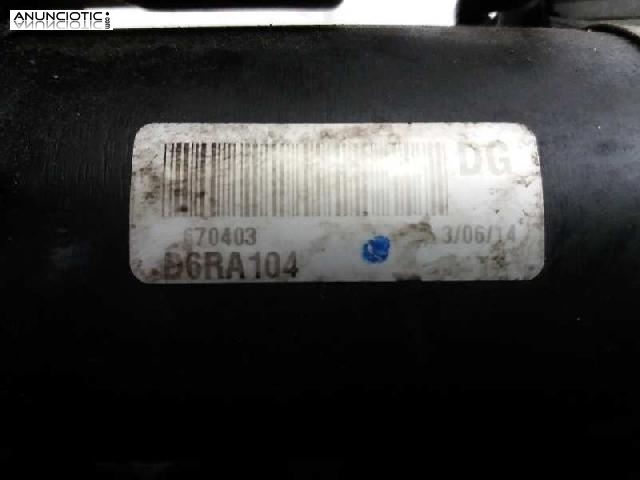 ANUNCIOTIC
DG
670403
3/06/14
D6RA104